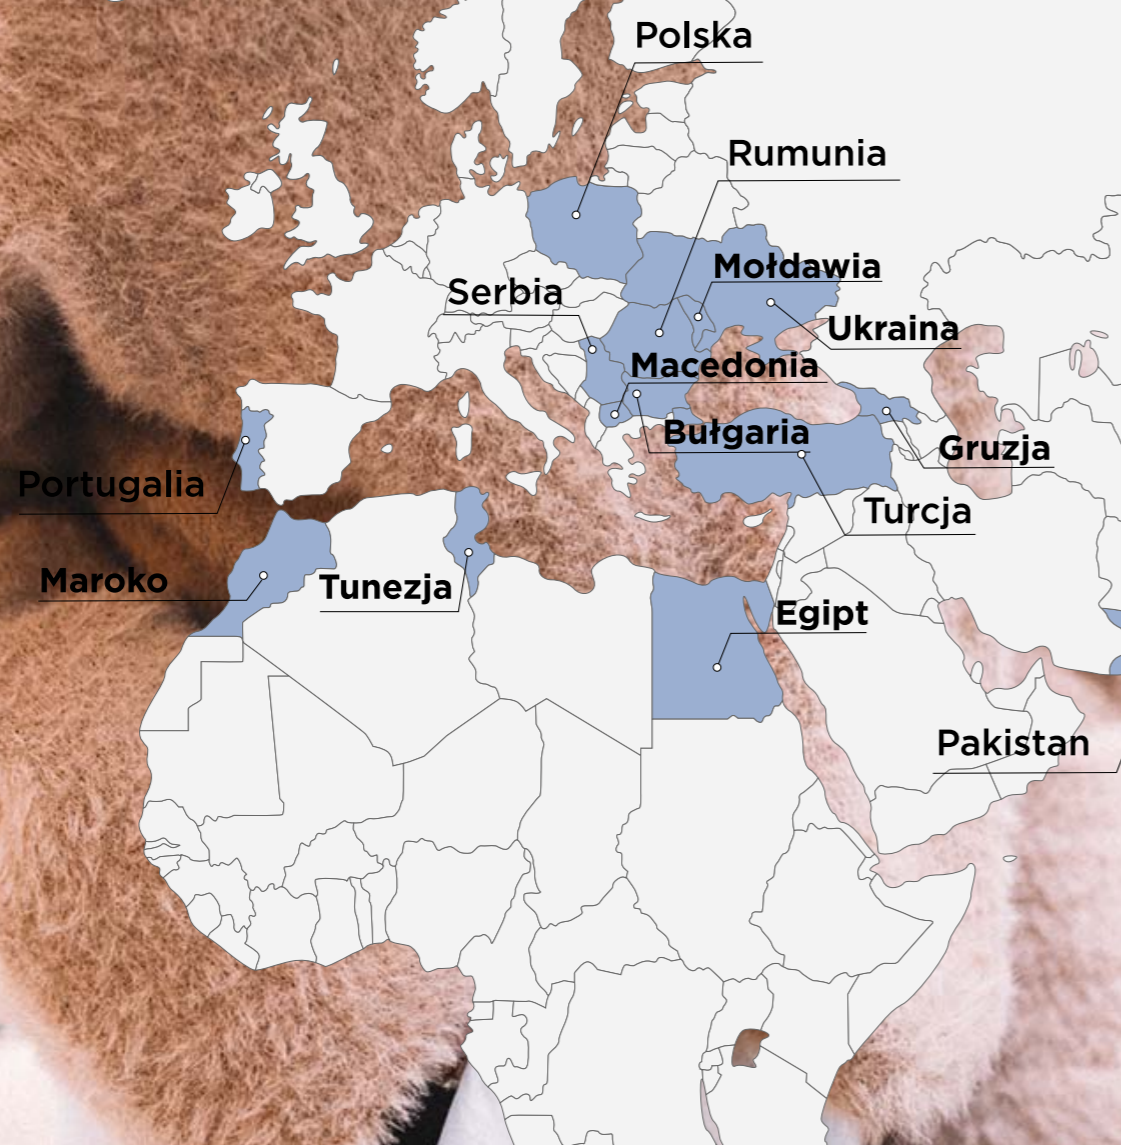 Polska
Rumunia
Mołdawia
Serbia
Ukraina
Macedonia
Bułgaria
Gruzja
Portugalia
Turcja
Maroko
Tunezja
Egipt
Pakistan